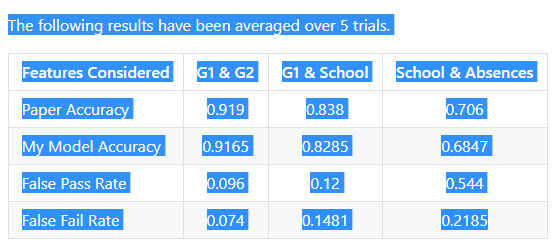 The following results have been averaged over 5 trials.
Features Considered G1 & G2 G1 & School School & Absences
Paper Accuracy 0.919 0.838 0.706
My Model Accuracy 0.9165 0.8285 0.6847
False Pass Rate 0.096 0.12 0.544
False Fail Rate 0.074 0.1481 0.2185